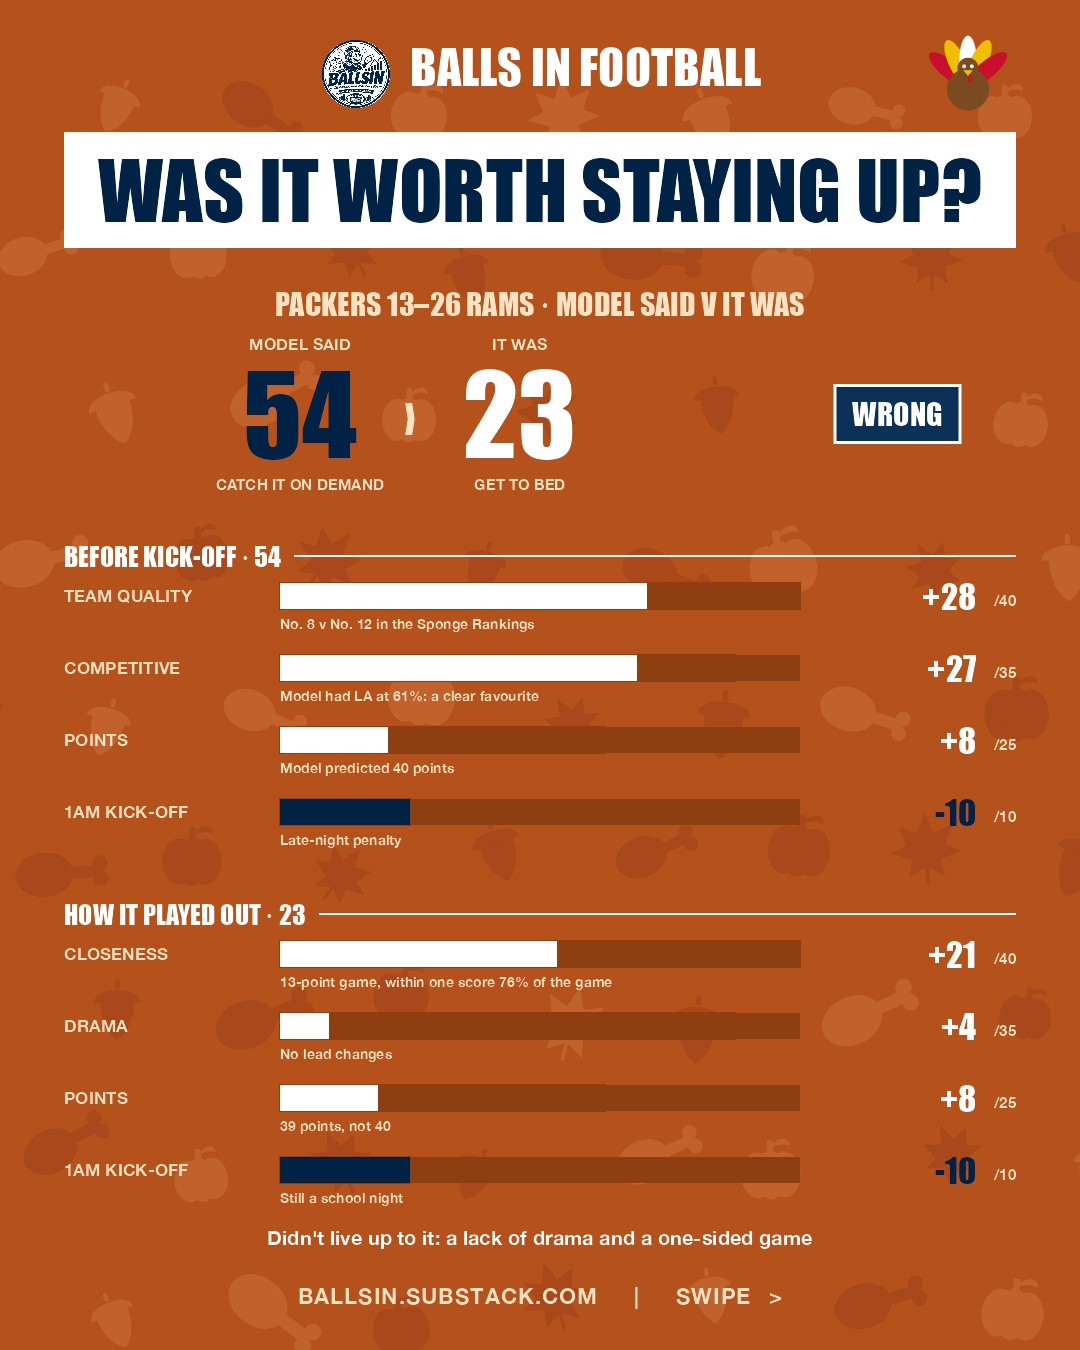 BALLSIN
BALLS IN FOOTBALL
WAS IT WORTH STAYING UP?
PACKERS 13–26 RAMS · MODEL SAID V IT WAS
MODEL SAID
IT WAS
54
⟩
23
WRONG
CATCH IT ON DEMAND
GET TO BED
BEFORE KICK-OFF · 54
TEAM QUALITY
+28 /40
No. 8 v No. 12 in the Sponge Rankings
COMPETITIVE
+27 /35
Model had LA at 61%: a clear favourite
POINTS
+8 /25
Model predicted 40 points
1AM KICK-OFF
-10 /10
Late-night penalty
HOW IT PLAYED OUT · 23
CLOSENESS
+21 /40
13-point game, within one score 76% of the game
DRAMA
+4 /35
No lead changes
POINTS
+8 /25
39 points, not 40
1AM KICK-OFF
-10 /10
Still a school night
Didn't live up to it: a lack of drama and a one-sided game
BALLSIN.SUBSTACK.COM | SWIPE >